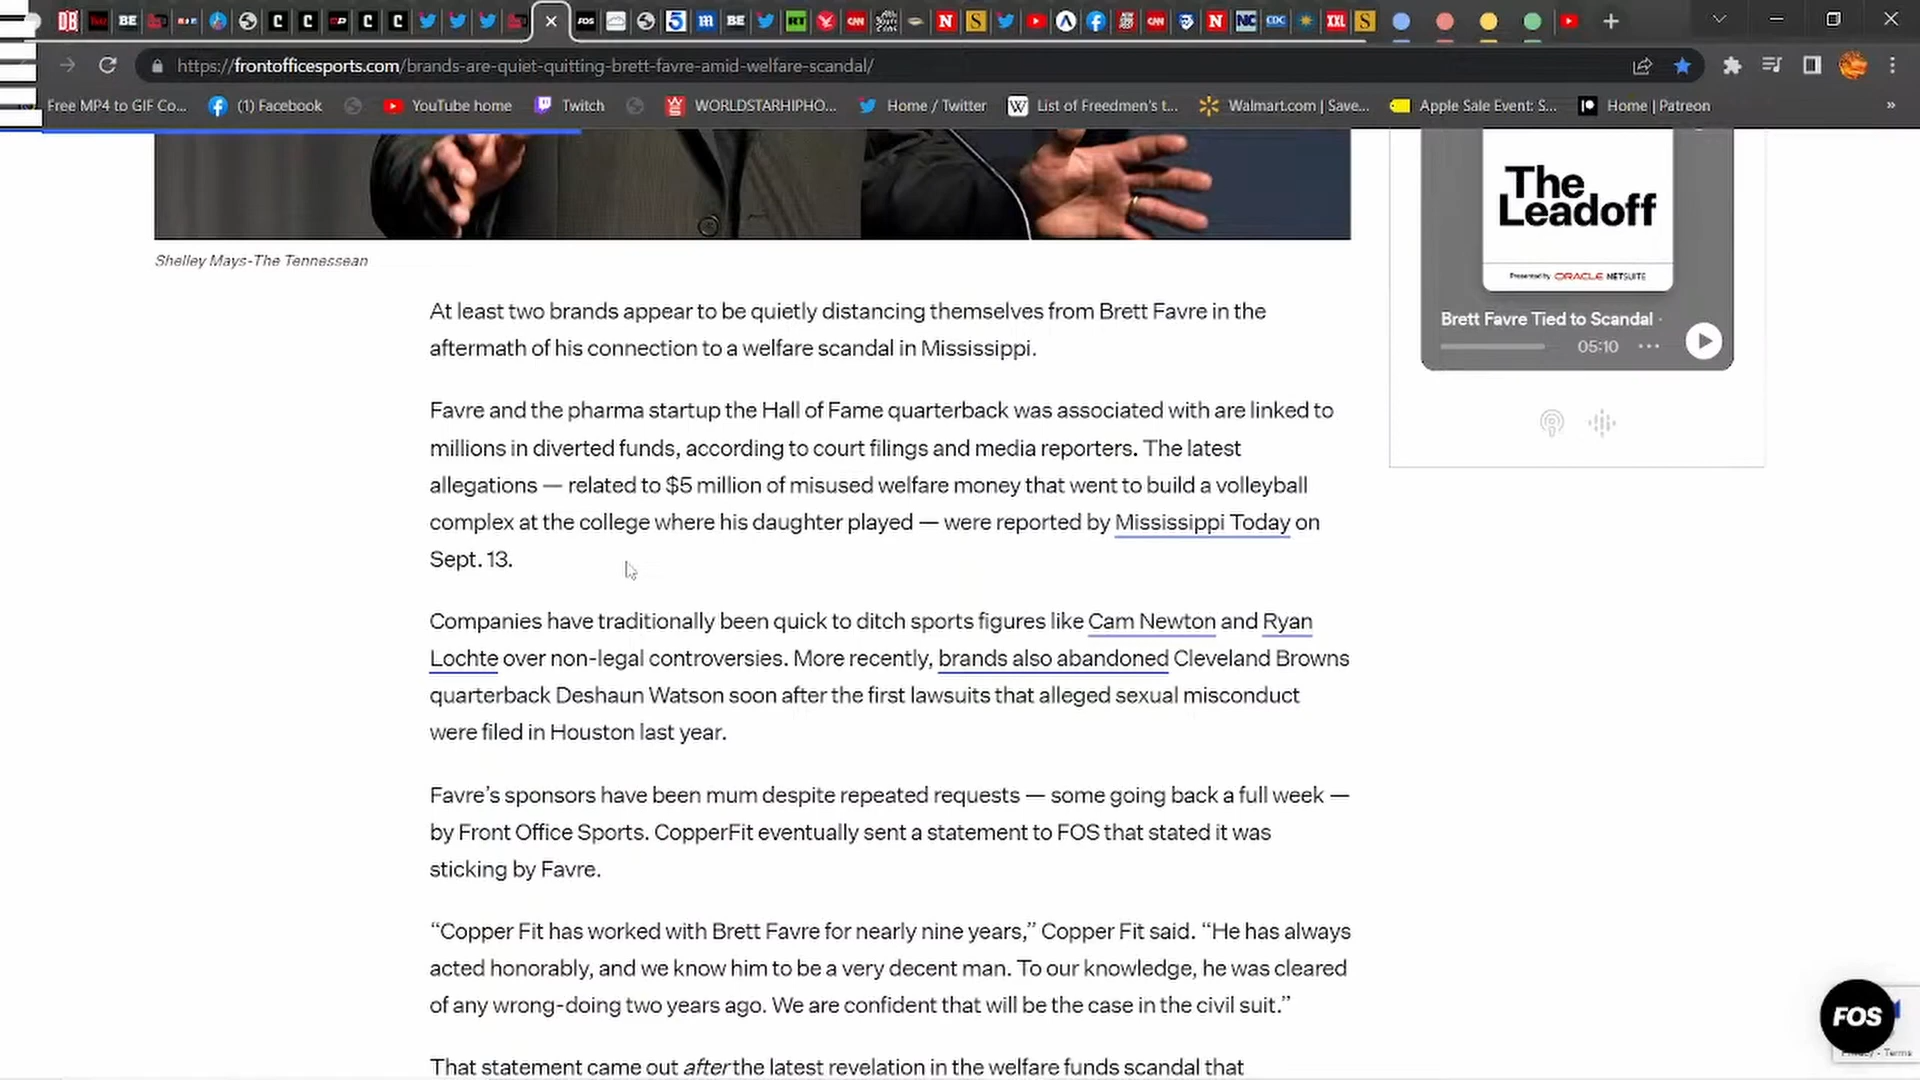 https://frontofficesports.com/brands-are-quiet-quitting-brett-favre-amid-welfare-scandal/
Free MP4 to GIF Co... (1) Facebook YouTube home Twitch WORLDSTARHIPHO... Home / Twitter List of Freedmen's t... Walmart.com | Save... Apple Sale Event: S... Home | Patreon »
The
Leadoff
Presented by ORACLE NETSUITE
Brett Favre Tied to Scandal ·
05:10
Shelley Mays-The Tennessean
At least two brands appear to be quietly distancing themselves from Brett Favre in the
aftermath of his connection to a welfare scandal in Mississippi.
Favre and the pharma startup the Hall of Fame quarterback was associated with are linked to
millions in diverted funds, according to court filings and media reporters. The latest
allegations — related to $5 million of misused welfare money that went to build a volleyball
complex at the college where his daughter played — were reported by Mississippi Today on
Sept. 13.
Companies have traditionally been quick to ditch sports figures like Cam Newton and Ryan
Lochte over non-legal controversies. More recently, brands also abandoned Cleveland Browns
quarterback Deshaun Watson soon after the first lawsuits that alleged sexual misconduct
were filed in Houston last year.
Favre’s sponsors have been mum despite repeated requests — some going back a full week —
by Front Office Sports. CopperFit eventually sent a statement to FOS that stated it was
sticking by Favre.
“Copper Fit has worked with Brett Favre for nearly nine years,” Copper Fit said. “He has always
acted honorably, and we know him to be a very decent man. To our knowledge, he was cleared
of any wrong-doing two years ago. We are confident that will be the case in the civil suit.”
That statement came out after the latest revelation in the welfare funds scandal that
FOS
Privacy - Terms